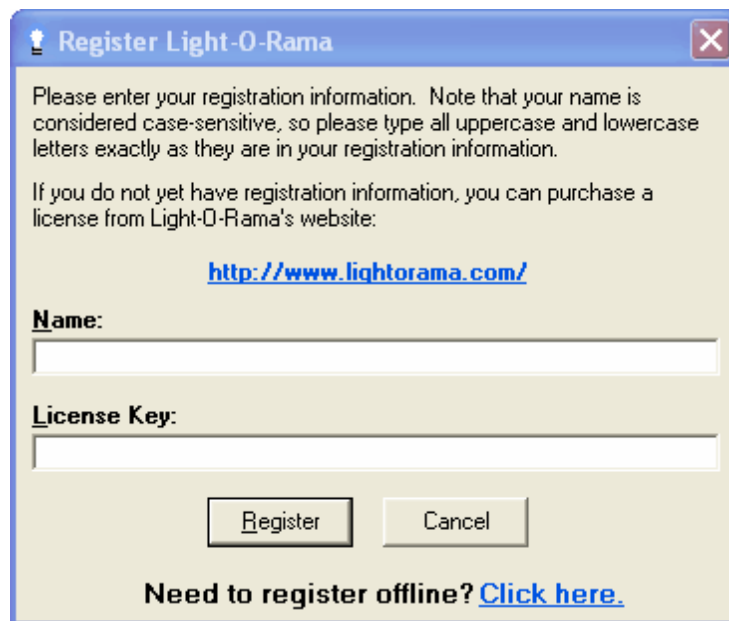 Register Light-O-Rama
Please enter your registration information.  Note that your name is
considered case-sensitive, so please type all uppercase and lowercase
letters exactly as they are in your registration information.
If you do not yet have registration information, you can purchase a
license from Light-O-Rama's website:
http://www.lightorama.com/
Name:
License Key:
Register Cancel
Need to register offline? Click here.